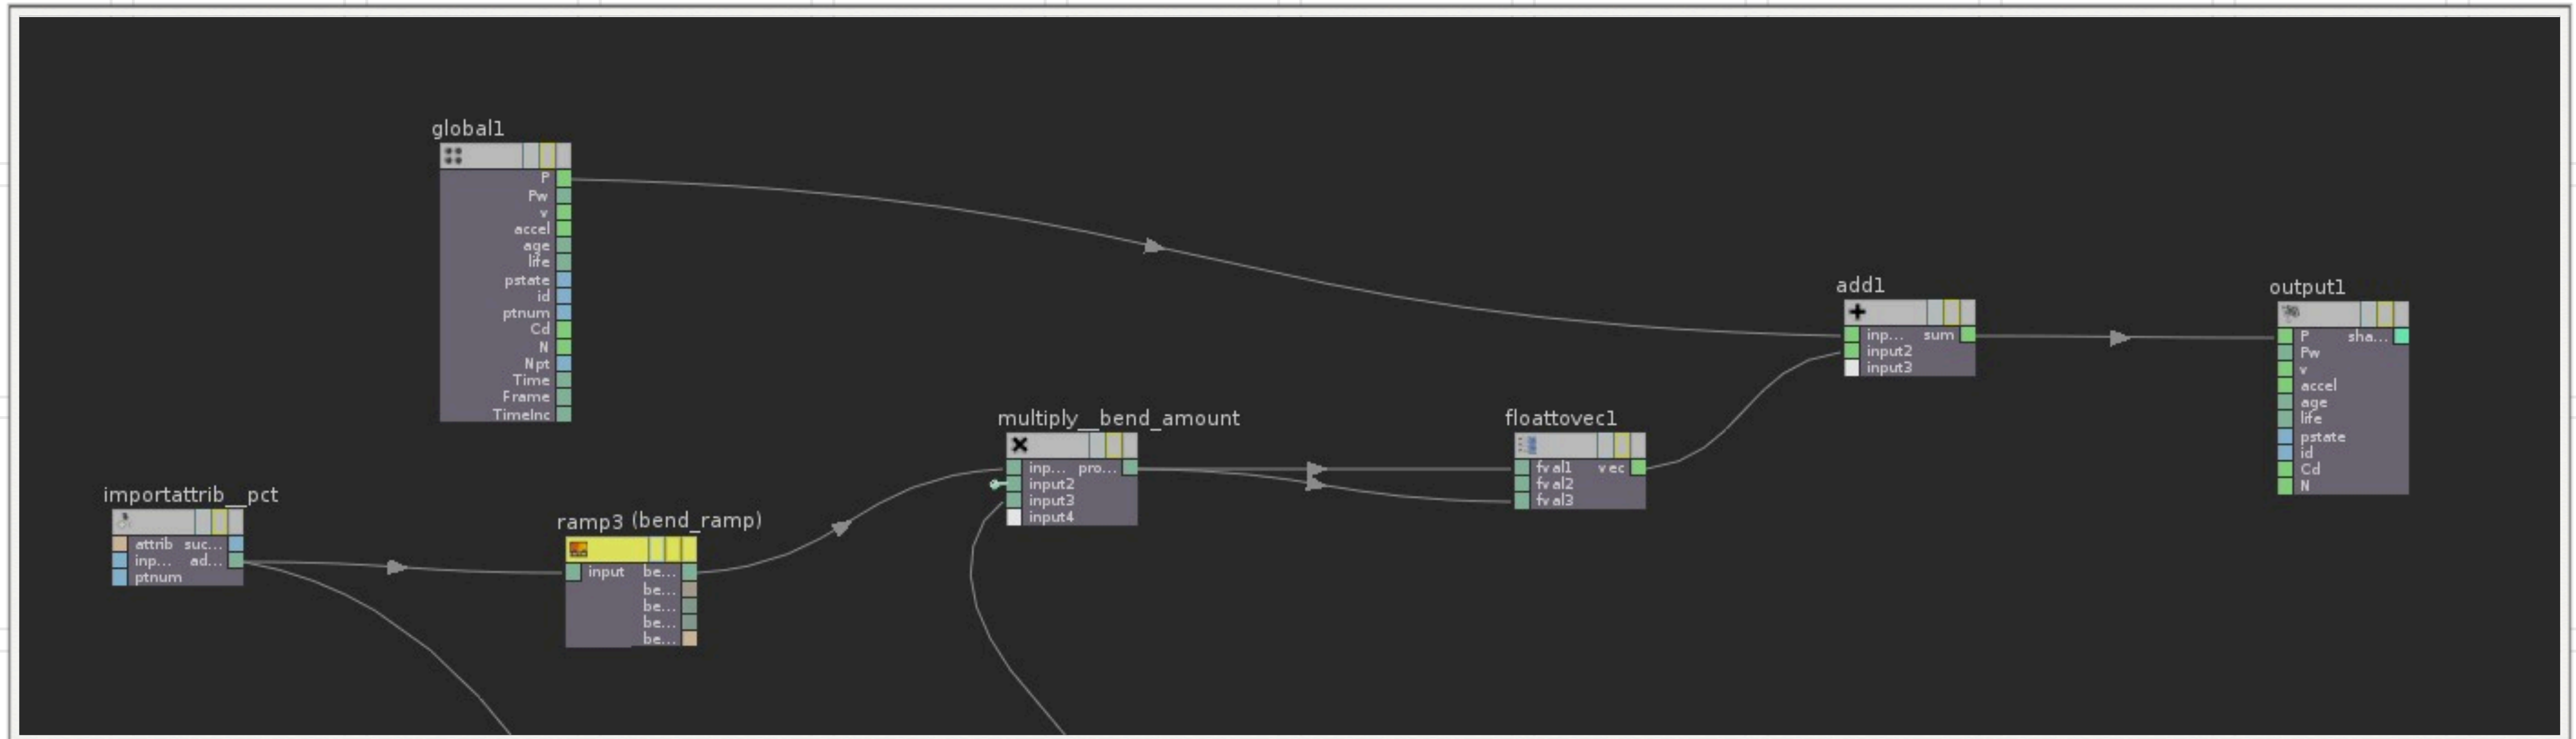 global1
P
Pw
v
accel
age
life
pstate
id
ptnum
Cd
N
Npt
Time
Frame
TimeInc
importattrib__pct
attrib suc...
inp... ad...
ptnum
ramp3 (bend_ramp)
input be...
be...
be...
be...
be...
multiply__bend_amount
inp... pro...
input2
input3
input4
floattovec1
fval1 vec
fval2
fval3
add1
inp... sum
input2
input3
output1
P sha...
Pw
v
accel
age
life
pstate
id
Cd
N